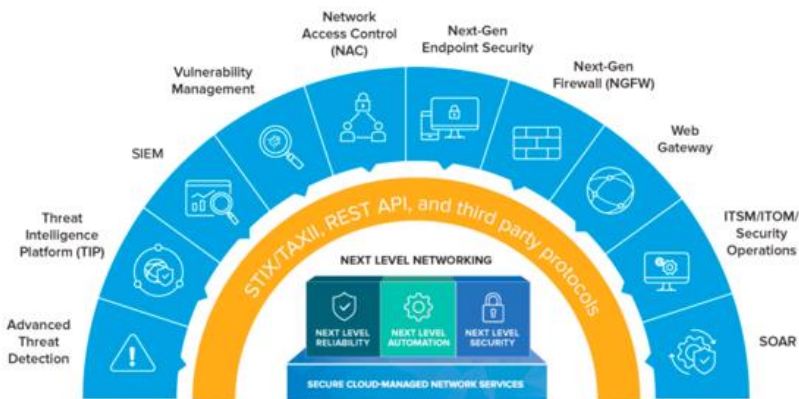 Advanced
Threat
Detection
Threat
Intelligence
Platform (TIP)
SIEM
Vulnerability
Management
Network
Access Control
(NAC)
Next-Gen
Endpoint Security
Next-Gen
Firewall (NGFW)
Web
Gateway
ITSM/ITOM/
Security
Operations
SOAR
STIX/TAXII, REST API, and third party protocols
NEXT LEVEL NETWORKING
NEXT LEVEL
RELIABILITY
NEXT LEVEL
AUTOMATION
NEXT LEVEL
SECURITY
SECURE CLOUD-MANAGED NETWORK SERVICES